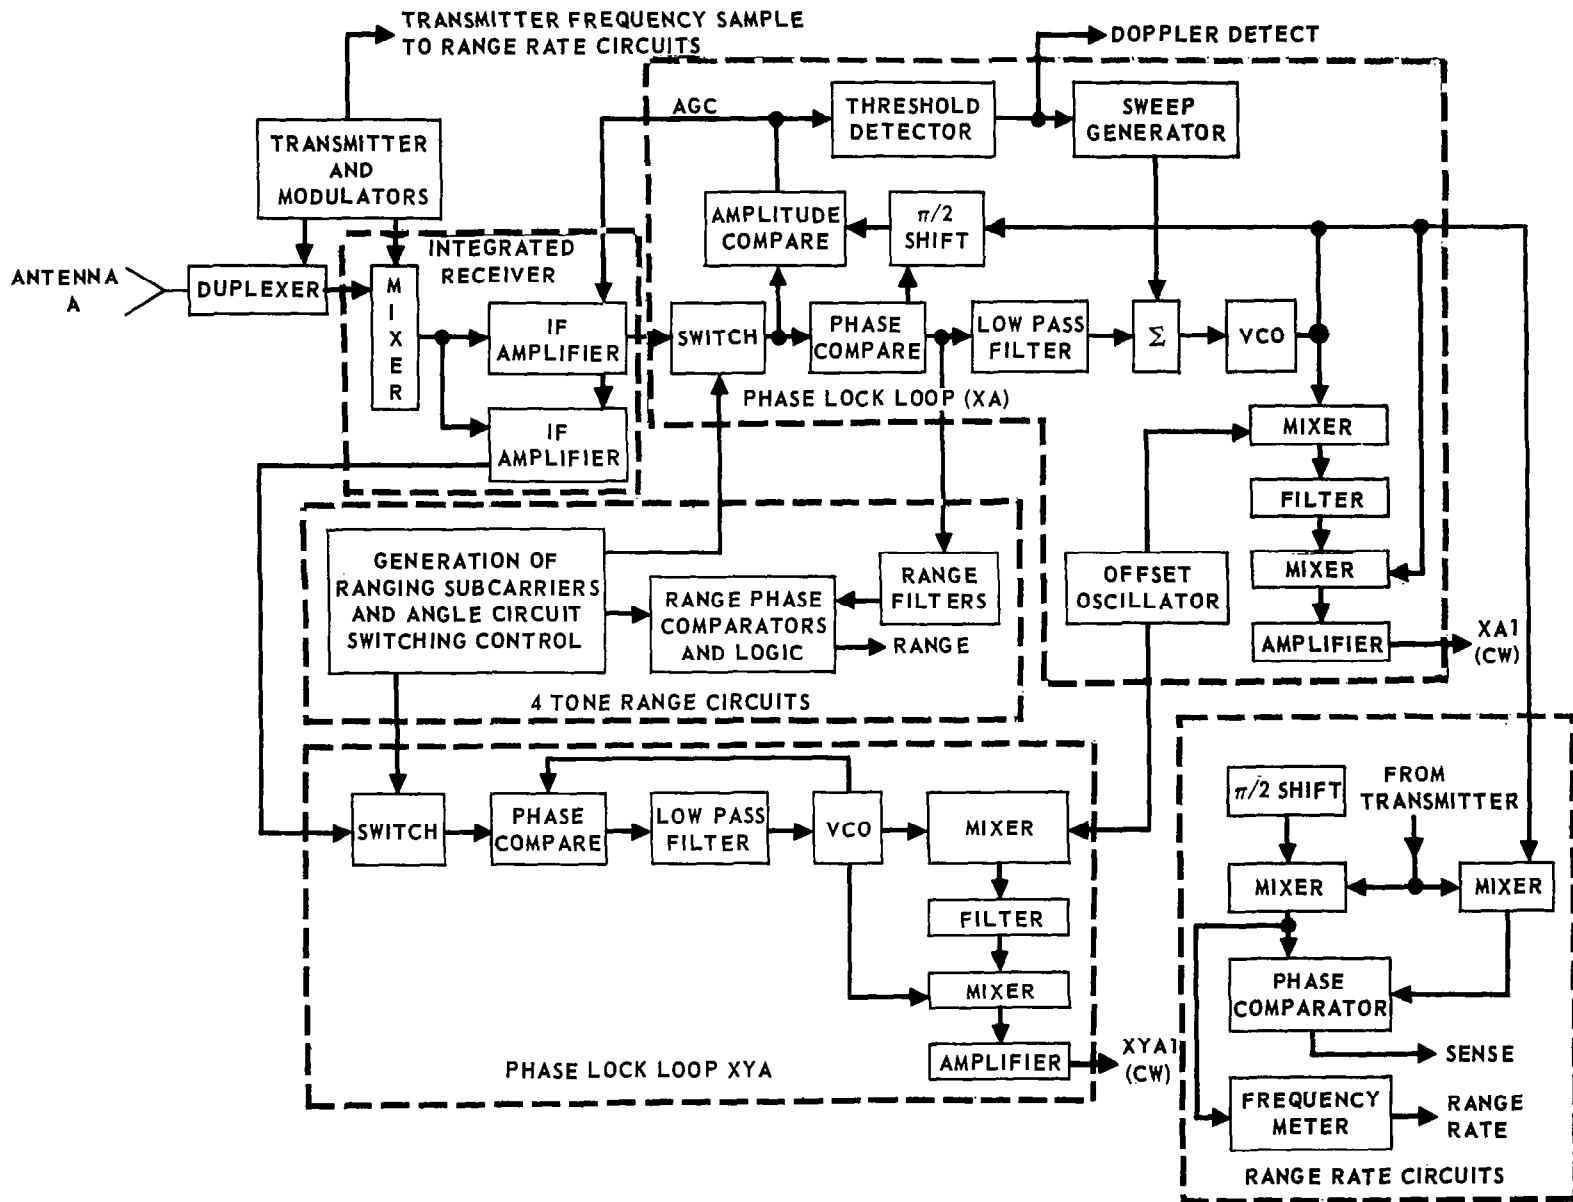 TRANSMITTER FREQUENCY SAMPLE
TO RANGE RATE CIRCUITS
DOPPLER DETECT
AGC
THRESHOLD
DETECTOR
SWEEP
GENERATOR
TRANSMITTER
AND
MODULATORS
AMPLITUDE
COMPARE
π/2
SHIFT
INTEGRATED
RECEIVER
ANTENNA
A
DUPLEXER
MIXER
IF
AMPLIFIER
SWITCH
PHASE
COMPARE
LOW PASS
FILTER
Σ
VCO
PHASE LOCK LOOP (XA)
IF
AMPLIFIER
MIXER
FILTER
MIXER
AMPLIFIER
XA1
(CW)
GENERATION OF
RANGING SUBCARRIERS
AND ANGLE CIRCUIT
SWITCHING CONTROL
RANGE PHASE
COMPARATORS
AND LOGIC
RANGE
FILTERS
RANGE
OFFSET
OSCILLATOR
4 TONE RANGE CIRCUITS
SWITCH
PHASE
COMPARE
LOW PASS
FILTER
VCO
MIXER
FILTER
MIXER
AMPLIFIER
XYA1
(CW)
PHASE LOCK LOOP XYA
π/2 SHIFT
FROM
TRANSMITTER
MIXER
MIXER
PHASE
COMPARATOR
SENSE
FREQUENCY
METER
RANGE
RATE
RANGE RATE CIRCUITS